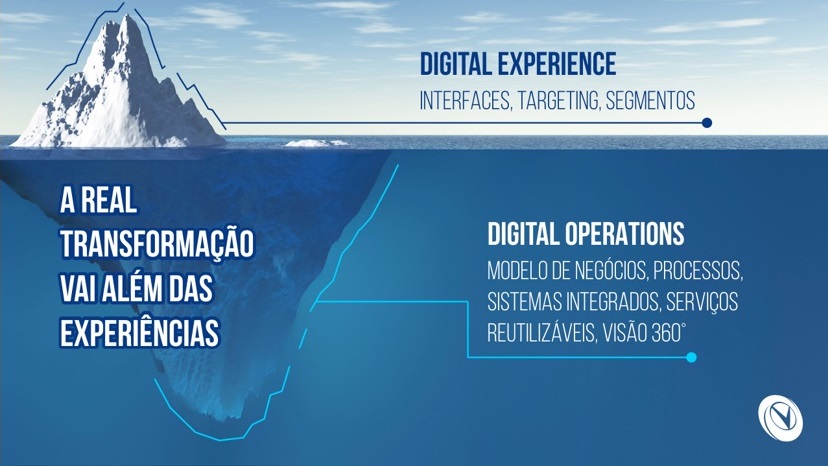 DIGITAL EXPERIENCE
INTERFACES, TARGETING, SEGMENTOS
A REAL
TRANSFORMAÇÃO
VAI ALÉM DAS
EXPERIÊNCIAS
DIGITAL OPERATIONS
MODELO DE NEGÓCIOS, PROCESSOS,
SISTEMAS INTEGRADOS, SERVIÇOS
REUTILIZÁVEIS, VISÃO 360°